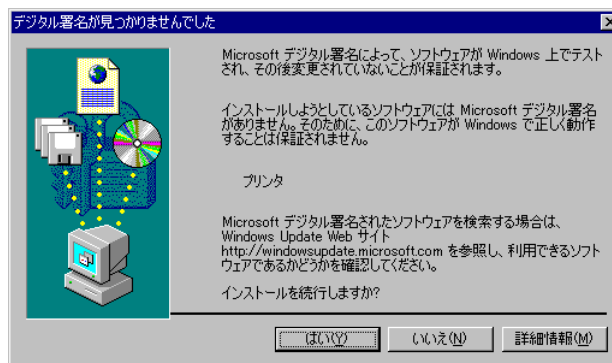 デジタル署名が見つかりませんでした
Microsoft デジタル署名によって、ソフトウェアが Windows 上でテスト
され、その後変更されていないことが保証されます。
インストールしようとしているソフトウェアには Microsoft デジタル署名
がありません。そのために、このソフトウェアが Windows で正しく動作
することは保証されません。
プリンタ
Microsoft デジタル署名されたソフトウェアを検索する場合は、
Windows Update Web サイト
http://windowsupdate.microsoft.com を参照し、利用できるソフト
ウェアであるかどうかを確認してください。
インストールを続行しますか?
はい(Y) いいえ(N) 詳細情報(M)